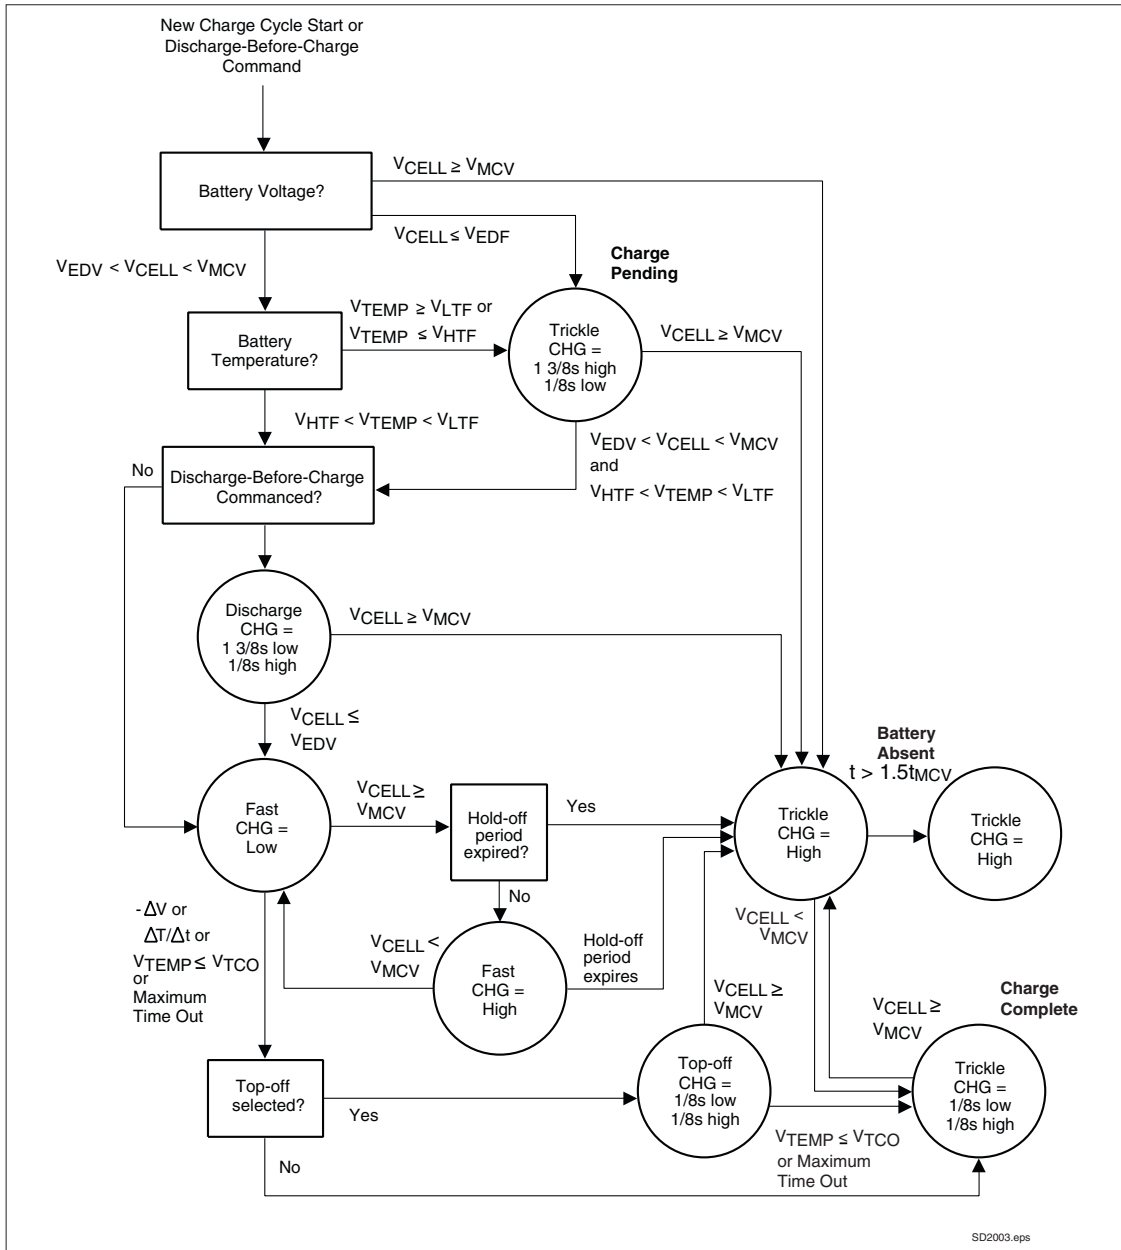 New Charge Cycle Start or
Discharge-Before-Charge
Command
Battery Voltage?
VCELL ≥ VMCV
VCELL ≤ VEDF
VEDV < VCELL < VMCV
Charge
Pending
Battery
Temperature?
VTEMP ≥ VLTF or
VTEMP ≤ VHTF
Trickle
CHG =
1 3/8s high
1/8s low
VCELL ≥ VMCV
VHTF < VTEMP < VLTF
VEDV < VCELL < VMCV
and
VHTF < VTEMP < VLTF
No
Discharge-Before-Charge
Commanced?
Discharge
CHG =
1 3/8s low
1/8s high
VCELL ≥ VMCV
VCELL ≤
VEDV
Battery
Absent
t > 1.5tMCV
Fast
CHG =
Low
VCELL ≥
VMCV
Hold-off
period
expired?
Yes
Trickle
CHG =
High
Trickle
CHG =
High
No
-ΔV or
ΔT/Δt or
VTEMP ≤ VTCO
or
Maximum
Time Out
VCELL <
VMCV
Fast
CHG =
High
Hold-off
period
expires
VCELL <
VMCV
VCELL ≥
VMCV
VCELL ≥
VMCV
Charge
Complete
Top-off
selected?
Yes
Top-off
CHG =
1/8s low
1/8s high
Trickle
CHG =
1/8s low
1/8s high
VTEMP ≤ VTCO
or Maximum
Time Out
No
SD2003.eps